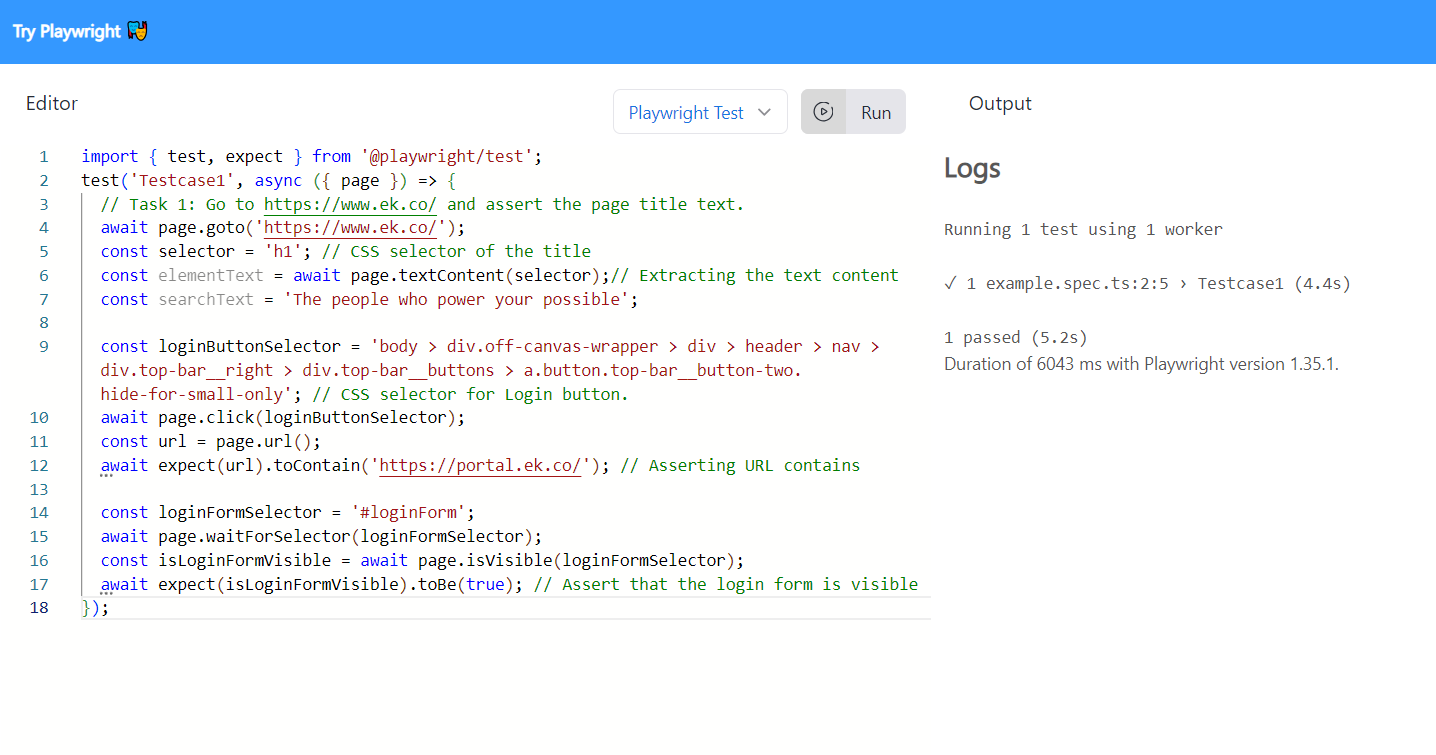 Try Playwright
Editor
Playwright Test
Run
Output
1 import { test, expect } from '@playwright/test';
2 test('Testcase1', async ({ page }) => {
3 // Task 1: Go to https://www.ek.co/ and assert the page title text.
4 await page.goto('https://www.ek.co/');
5 const selector = 'h1'; // CSS selector of the title
6 const elementText = await page.textContent(selector);// Extracting the text content
7 const searchText = 'The people who power your possible';
8
9 const loginButtonSelector = 'body > div.off-canvas-wrapper > div > header > nav >
div.top-bar__right > div.top-bar__buttons > a.button.top-bar__button-two.
hide-for-small-only'; // CSS selector for Login button.
10 await page.click(loginButtonSelector);
11 const url = page.url();
12 await expect(url).toContain('https://portal.ek.co/'); // Asserting URL contains
13
14 const loginFormSelector = '#loginForm';
15 await page.waitForSelector(loginFormSelector);
16 const isLoginFormVisible = await page.isVisible(loginFormSelector);
17 await expect(isLoginFormVisible).toBe(true); // Assert that the login form is visible
18 });
Logs
Running 1 test using 1 worker
✓ 1 example.spec.ts:2:5 › Testcase1 (4.4s)
1 passed (5.2s)
Duration of 6043 ms with Playwright version 1.35.1.